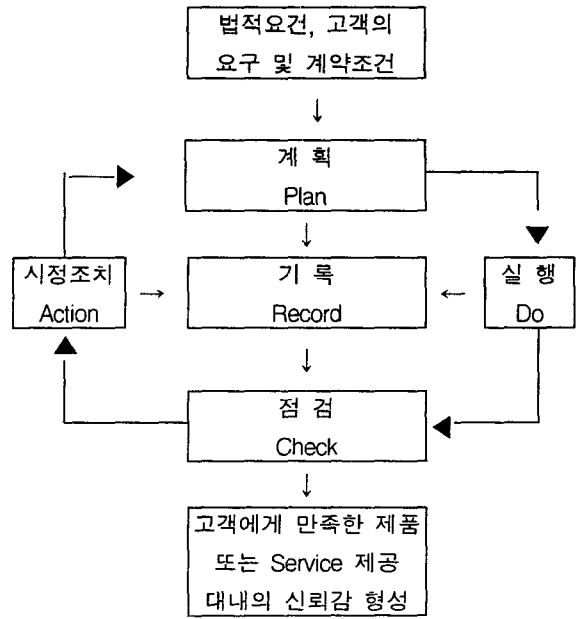 법적요건, 고객의
요구 및 계약조건
↓
계 획
Plan
↓
시정조치
Action
→
기 록
Record
←
실 행
Do
↓
점 검
Check
↓
고객에게 만족한 제품
또는 Service 제공
대내의 신뢰감 형성